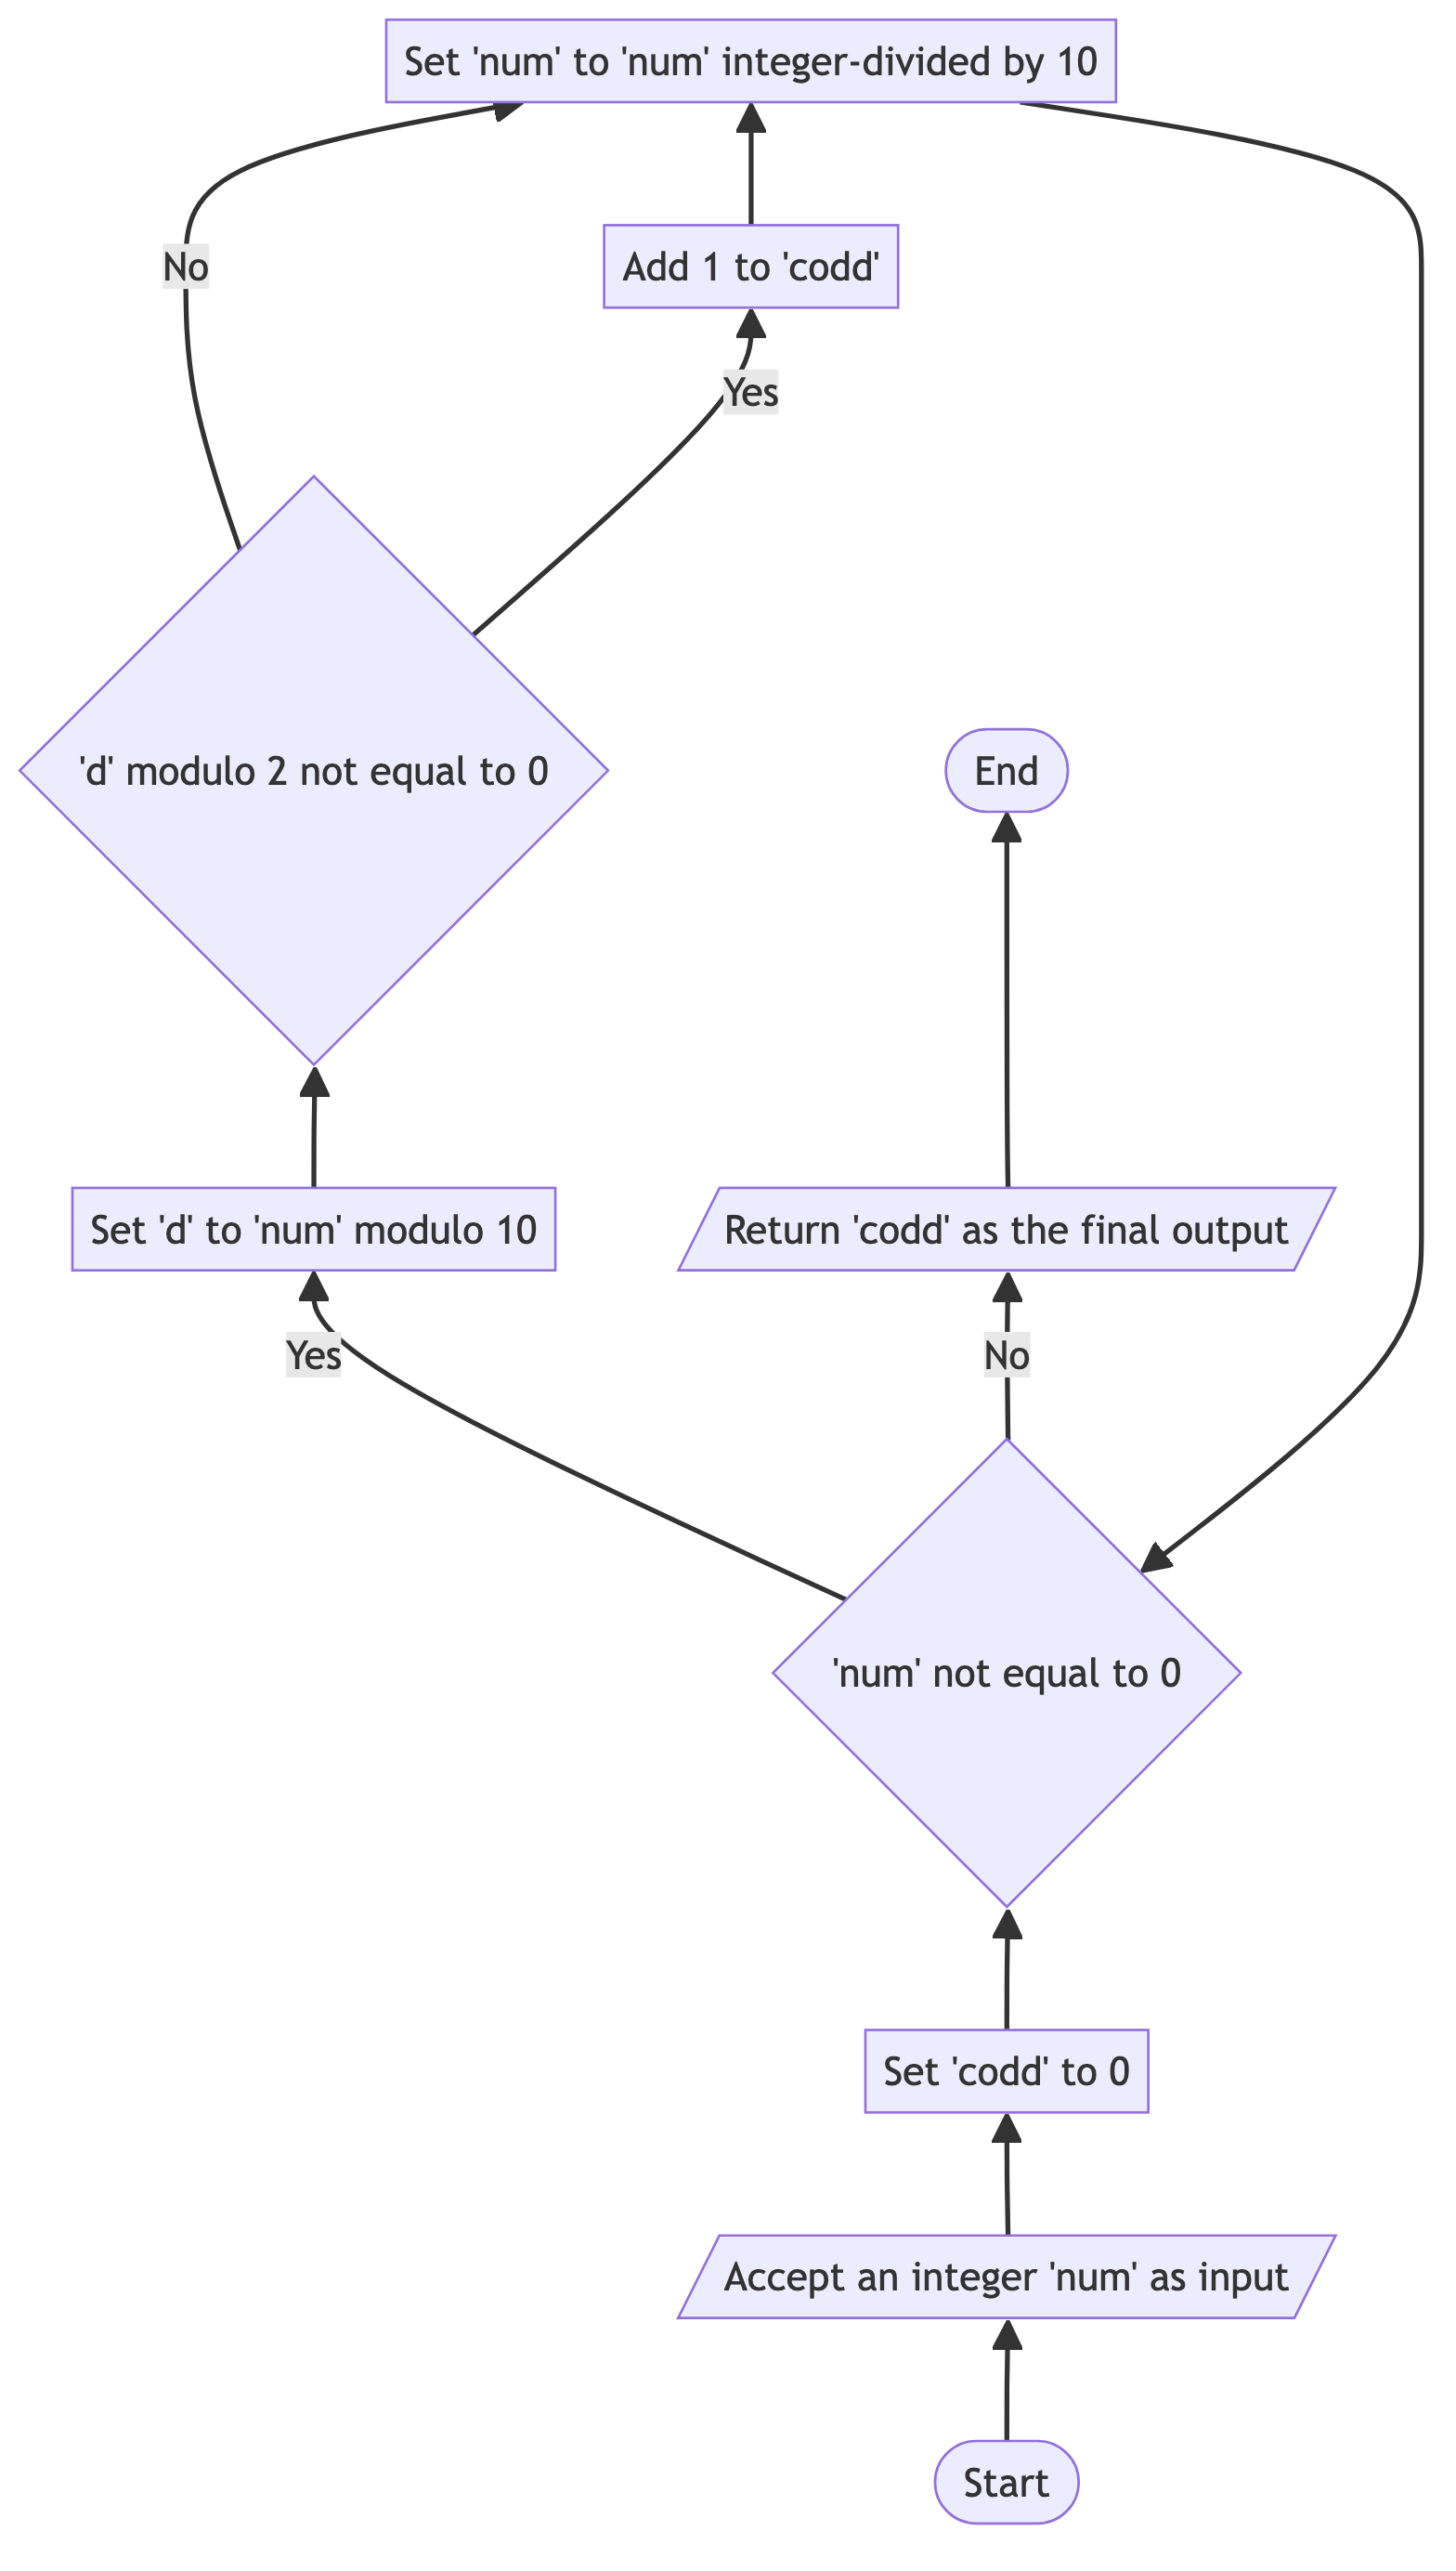 Set 'num' to 'num' integer-divided by 10
No
Add 1 to 'codd'
Yes
'd' modulo 2 not equal to 0
End
Set 'd' to 'num' modulo 10
Return 'codd' as the final output
Yes
No
'num' not equal to 0
Set 'codd' to 0
Accept an integer 'num' as input
Start